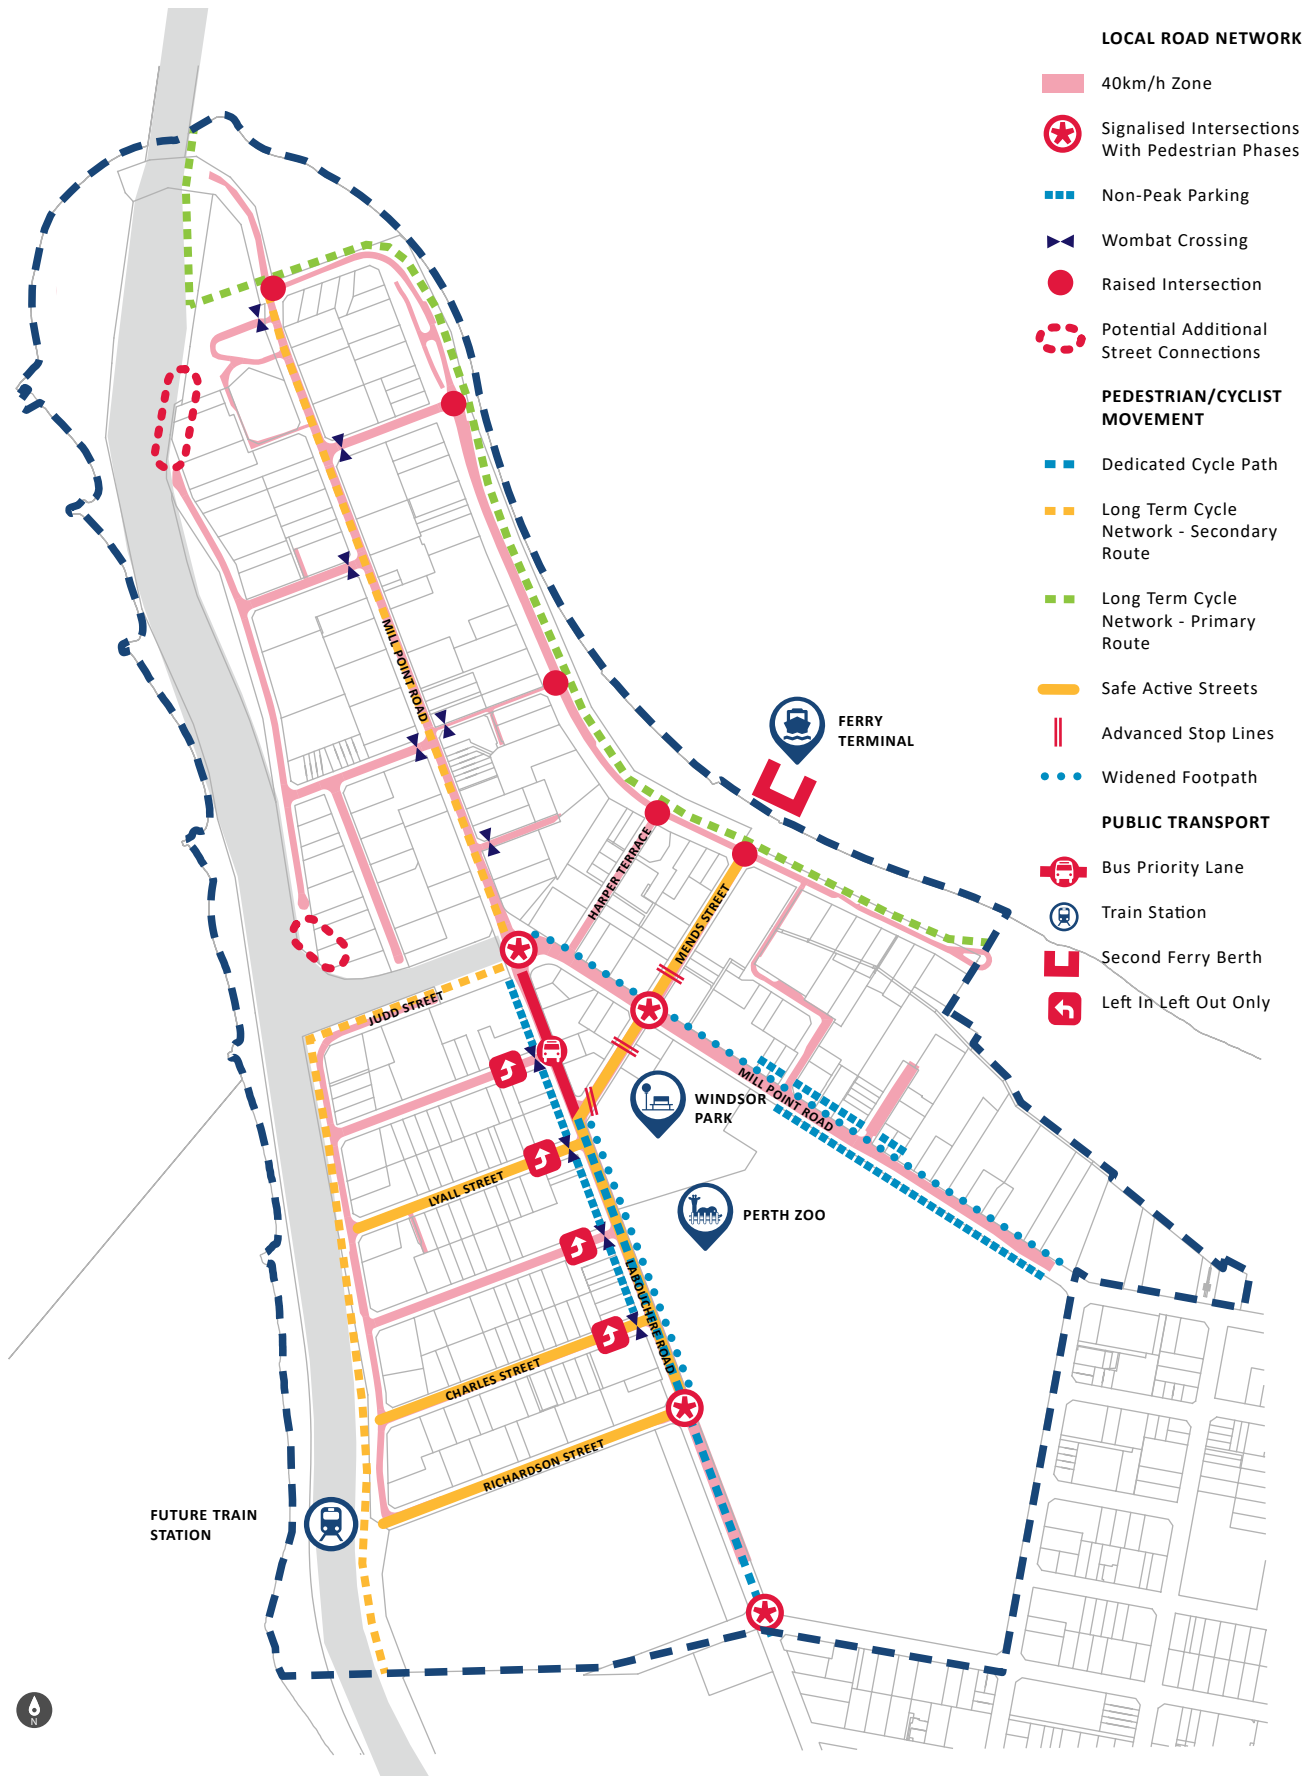 LOCAL ROAD NETWORK
40km/h Zone
Signalised Intersections
With Pedestrian Phases
Non-Peak Parking
Wombat Crossing
Raised Intersection
Potential Additional
Street Connections
PEDESTRIAN/CYCLIST
MOVEMENT
Dedicated Cycle Path
Long Term Cycle
Network - Secondary
Route
Long Term Cycle
Network - Primary
Route
Safe Active Streets
Advanced Stop Lines
Widened Footpath
PUBLIC TRANSPORT
Bus Priority Lane
Train Station
Second Ferry Berth
Left In Left Out Only
MILL POINT ROAD
FERRY
TERMINAL
HARPER TERRACE
MENDS STREET
JUDD STREET
MILL POINT ROAD
WINDSOR
PARK
LYALL STREET
PERTH ZOO
LABOUCHERE ROAD
CHARLES STREET
RICHARDSON STREET
FUTURE TRAIN
STATION
N